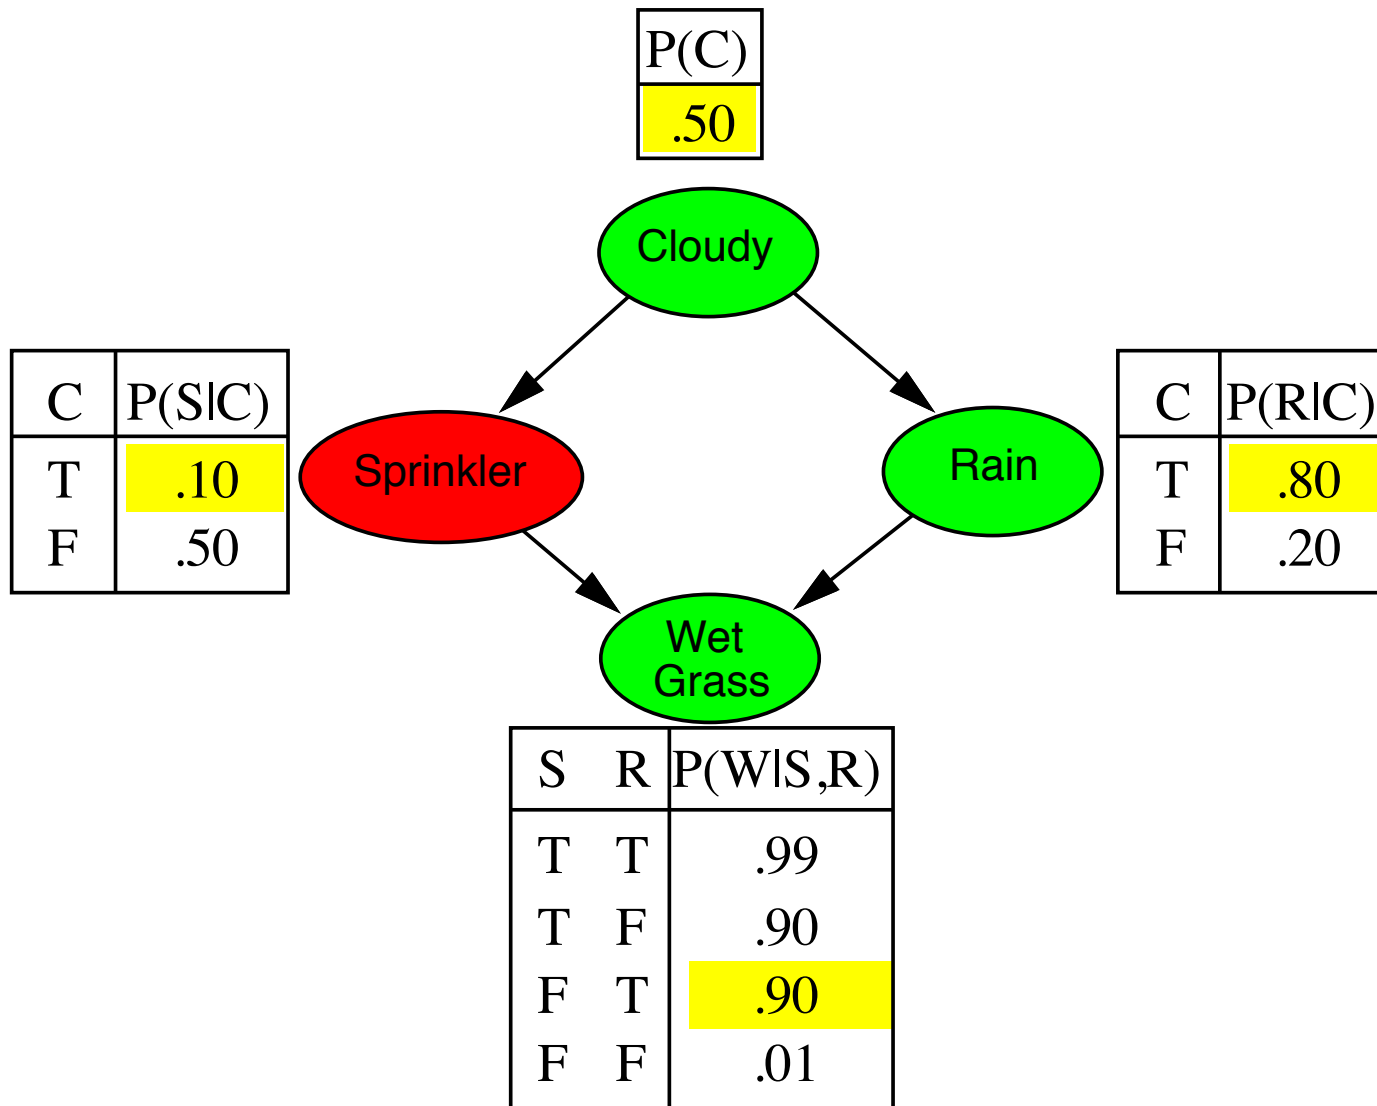 P(C)
.50
Cloudy
C P(S|C)
T .10
F .50
Sprinkler
Rain
C P(R|C)
T .80
F .20
Wet
Grass
S R P(W|S,R)
T T .99
T F .90
F T .90
F F .01